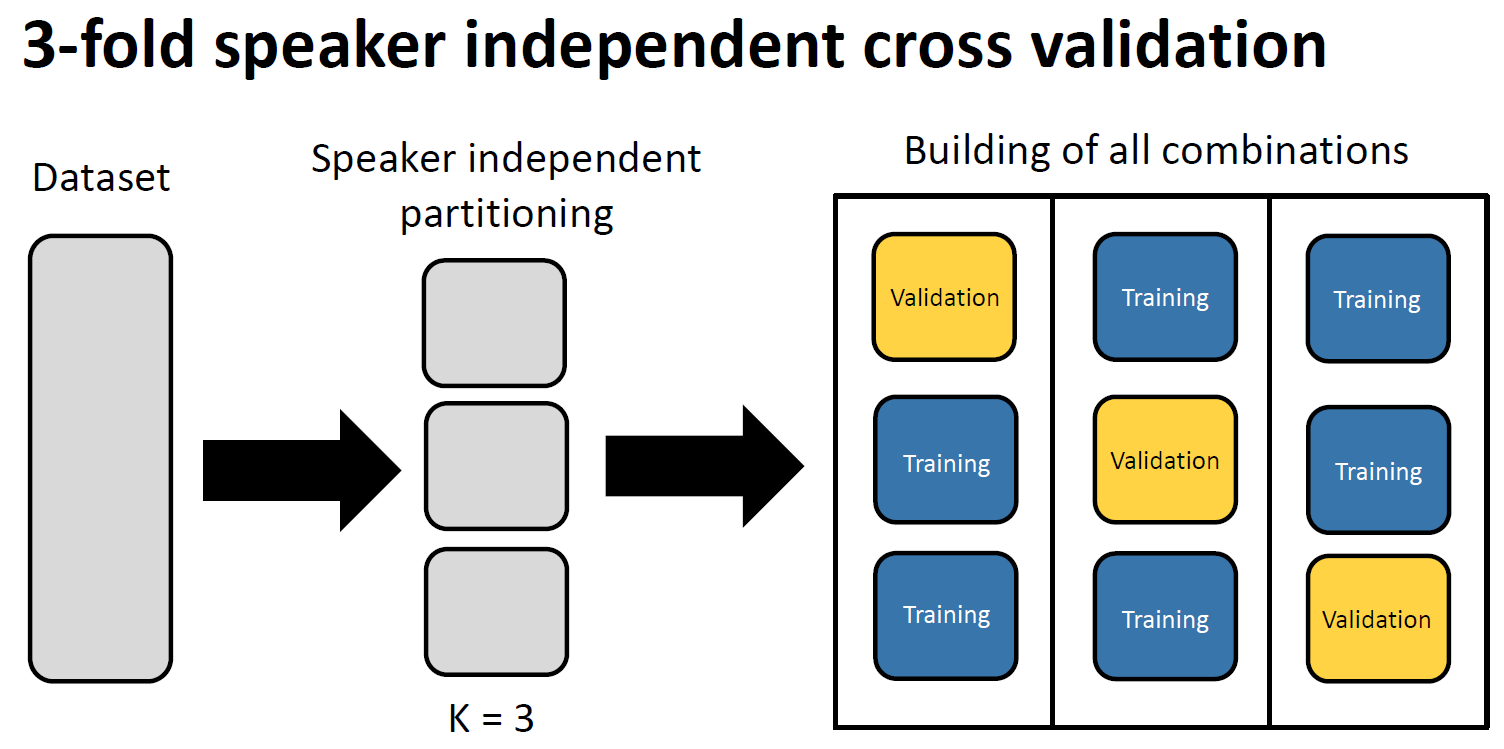 3-fold speaker independent cross validation
Dataset
Speaker independent
partitioning
K = 3
Building of all combinations
Validation
Training
Training
Training
Validation
Training
Training
Training
Validation